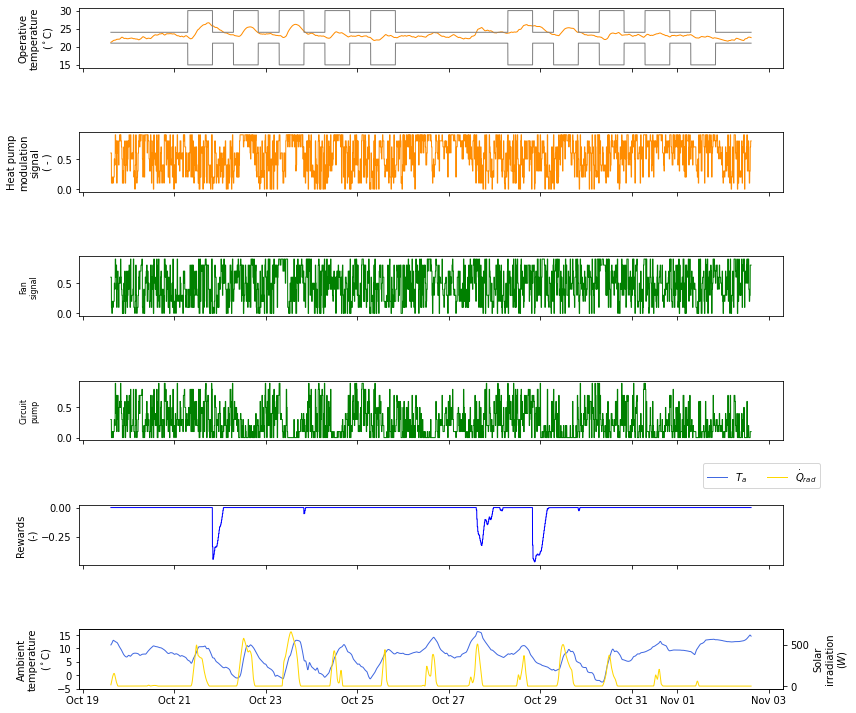 Operative
temperature
(°C)
30
25
20
15
Heat pump
modulation
signal
( - )
0.5
0.0
Fan
signal
0.5
0.0
Circuit
pump
0.5
0.0
T_a
Q̇_rad
Rewards
(-)
0.00
−0.25
Ambient
temperature
(°C)
15
10
5
0
−5
500
0
Solar
irradiation
(W)
Oct 19
Oct 21
Oct 23
Oct 25
Oct 27
Oct 29
Oct 31
Nov 01
Nov 03